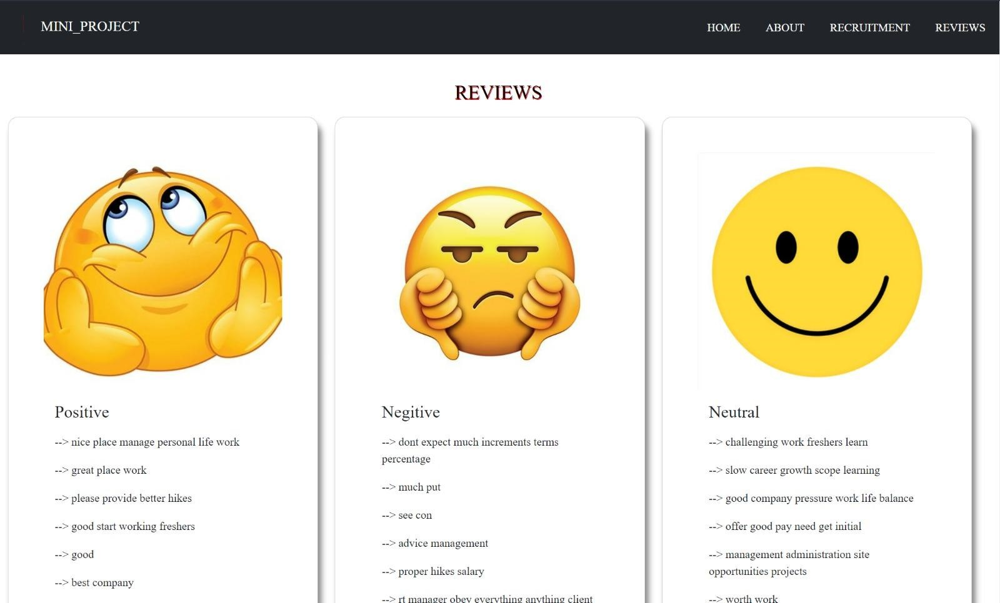 MINI_PROJECT
HOME ABOUT RECRUITMENT REVIEWS
REVIEWS
Positive
--> nice place manage personal life work
--> great place work
--> please provide better hikes
--> good start working freshers
--> good
--> best company
Negitive
--> dont expect much increments terms
percentage
--> much put
--> see con
--> advice management
--> proper hikes salary
--> rt manager obey everything anything client
Neutral
--> challenging work freshers learn
--> slow career growth scope learning
--> good company pressure work life balance
--> offer good pay need get initial
--> management administration site
opportunities projects
--> worth work